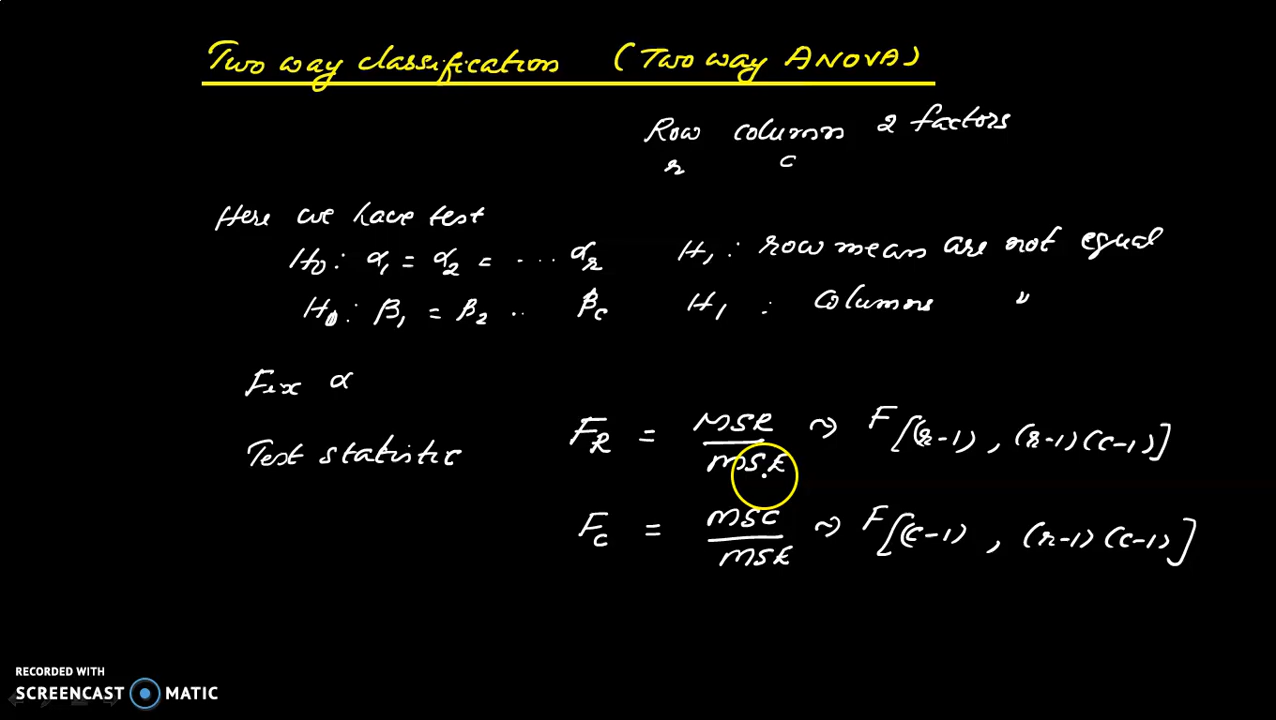 Two way classification (Two way ANOVA)
Row column 2 factors
r c
Here we have test
H0 : α1 = α2 = ... αr H1 : row mean are not equal
H0 : β1 = β2 .. βc H1 : columns "
Fix α
Test statistic
FR = MSR / MSE ~ F[(r-1), (r-1)(c-1)]
Fc = MSC / MSE ~ F[(c-1), (r-1)(c-1)]
RECORDED WITH
SCREENCAST MATIC